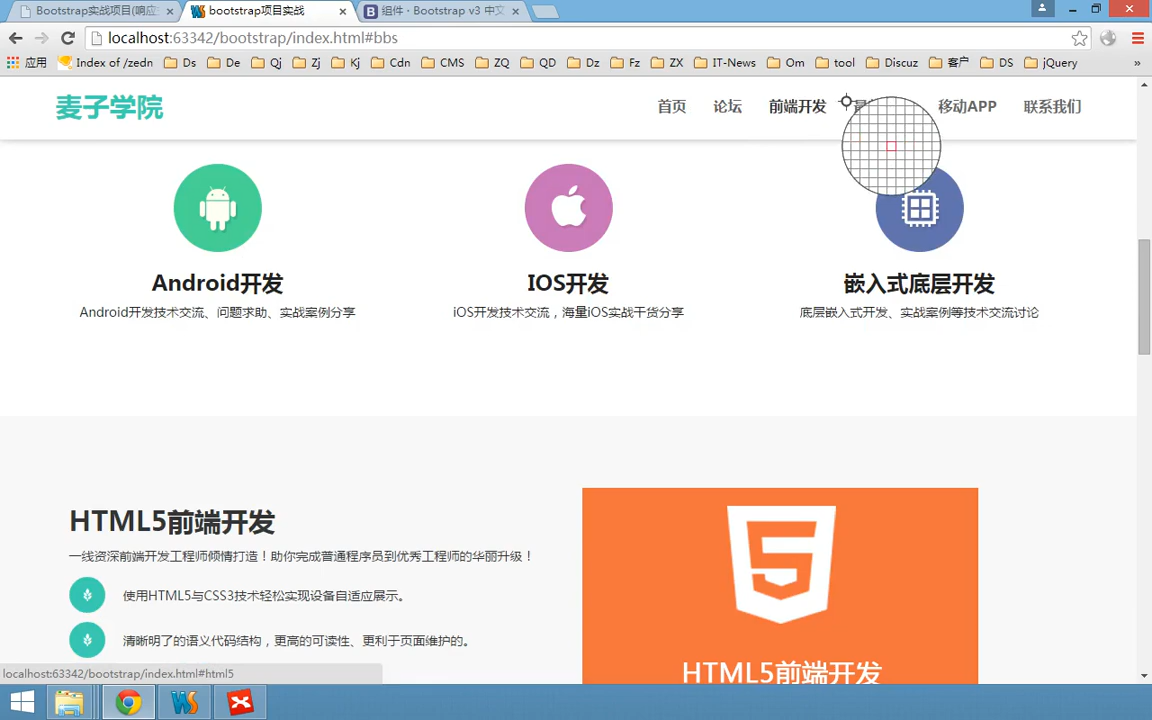 Bootstrap实战项目(响应
bootstrap项目实战
组件 · Bootstrap v3 中文
localhost:63342/bootstrap/index.html#bbs
应用 Index of /zedn Ds De Qj Zj Kj Cdn CMS ZQ QD Dz Fz ZX IT-News Om tool Discuz 客户 DS jQuery »
麦子学院
首页 论坛 前端开发 移动APP 联系我们
Android开发
Android开发技术交流、问题求助、实战案例分享
IOS开发
iOS开发技术交流，海量iOS实战干货分享
嵌入式底层开发
底层嵌入式开发、实战案例等技术交流讨论
HTML5前端开发
一线资深前端开发工程师倾情打造！助你完成普通程序员到优秀工程师的华丽升级！
使用HTML5与CSS3技术轻松实现设备自适应展示。
清晰明了的语义代码结构，更高的可读性、更利于页面维护的。
HTML5前端开发
localhost:63342/bootstrap/index.html#html5